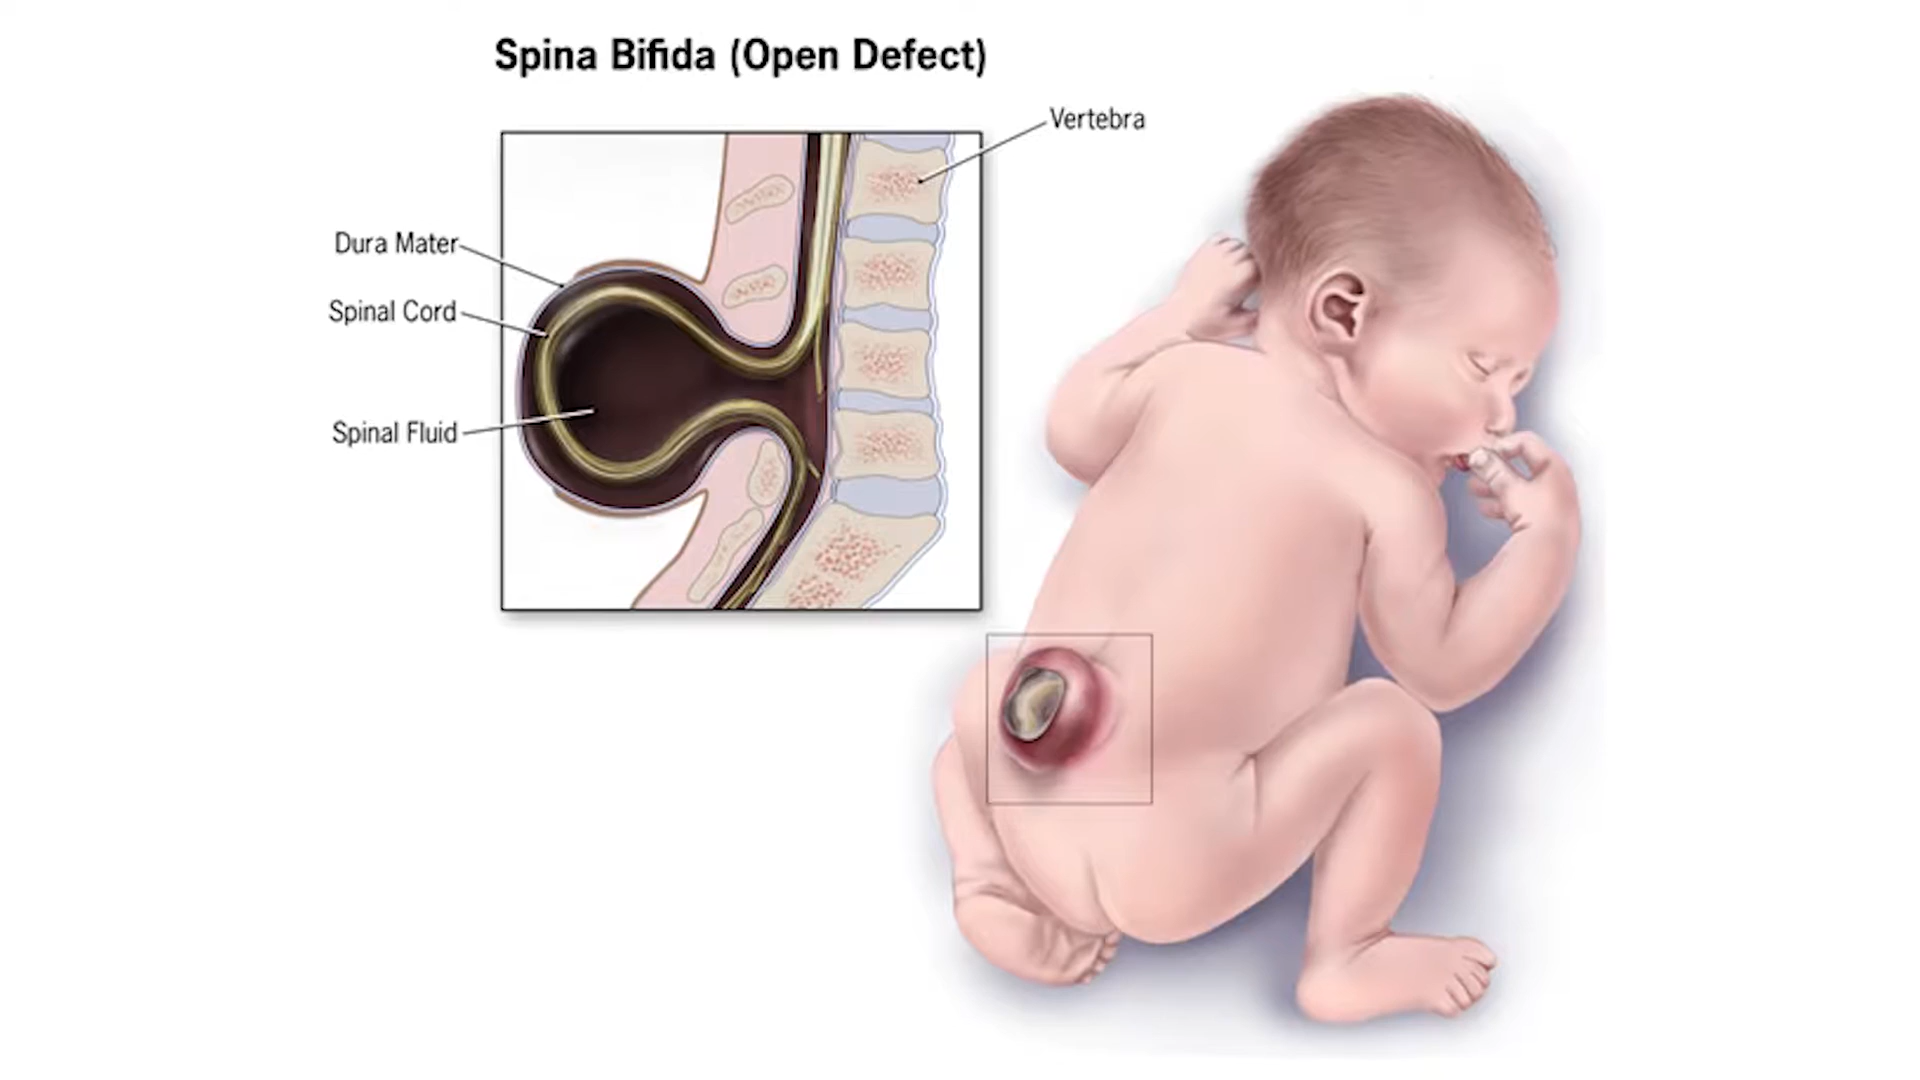 Spina Bifida (Open Defect)
Vertebra
Dura Mater
Spinal Cord
Spinal Fluid